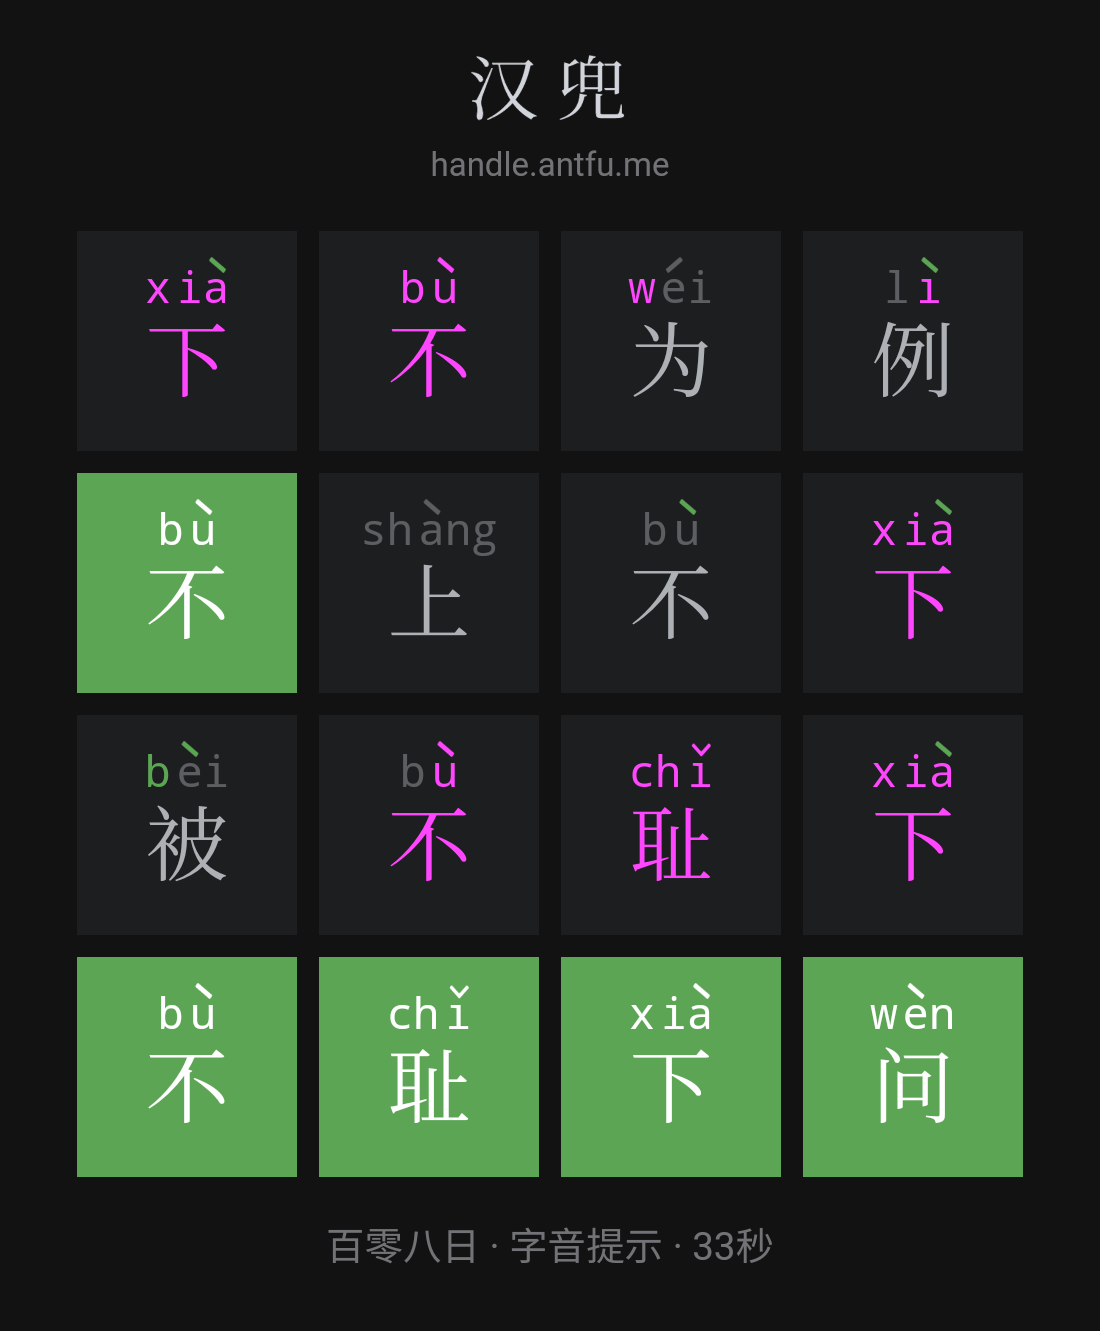 汉兜
handle.antfu.me
xià bù wéi lì
下 不 为 例
bù shàng bù xià
不 上 不 下
bèi bù chǐ xià
被 不 耻 下
bù chǐ xià wèn
不 耻 下 问
百零八日 · 字音提示 · 33秒